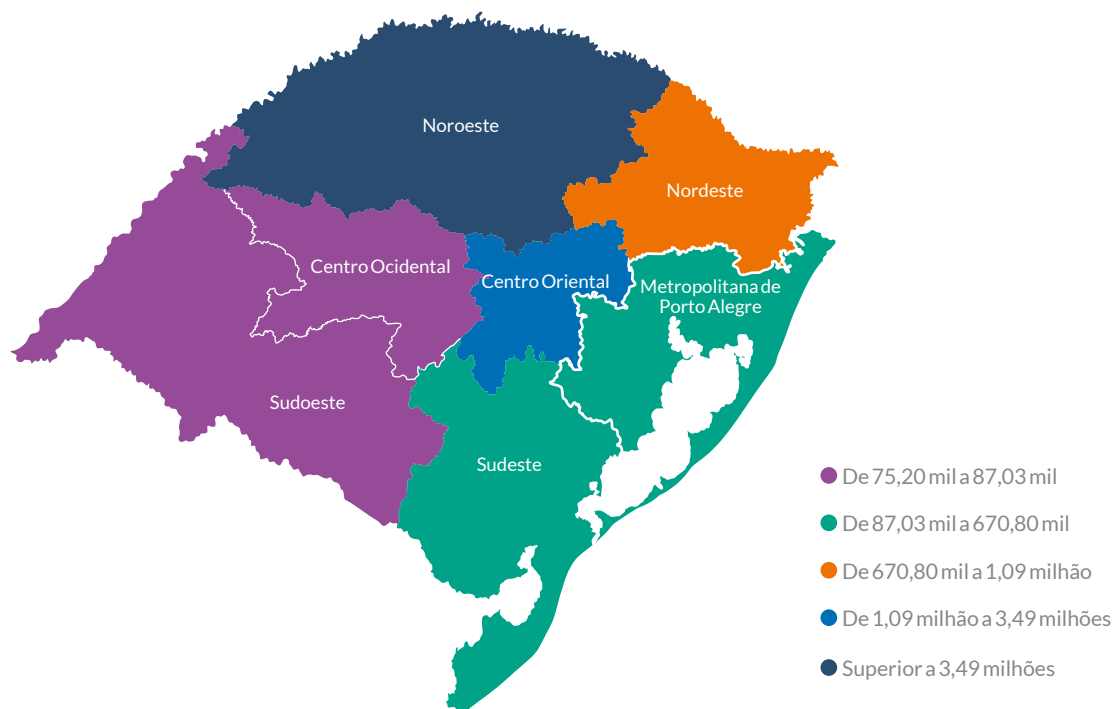 Noroeste
Nordeste
Centro Ocidental
Centro Oriental
Metropolitana de
Porto Alegre
Sudoeste
Sudeste
De 75,20 mil a 87,03 mil
De 87,03 mil a 670,80 mil
De 670,80 mil a 1,09 milhão
De 1,09 milhão a 3,49 milhões
Superior a 3,49 milhões